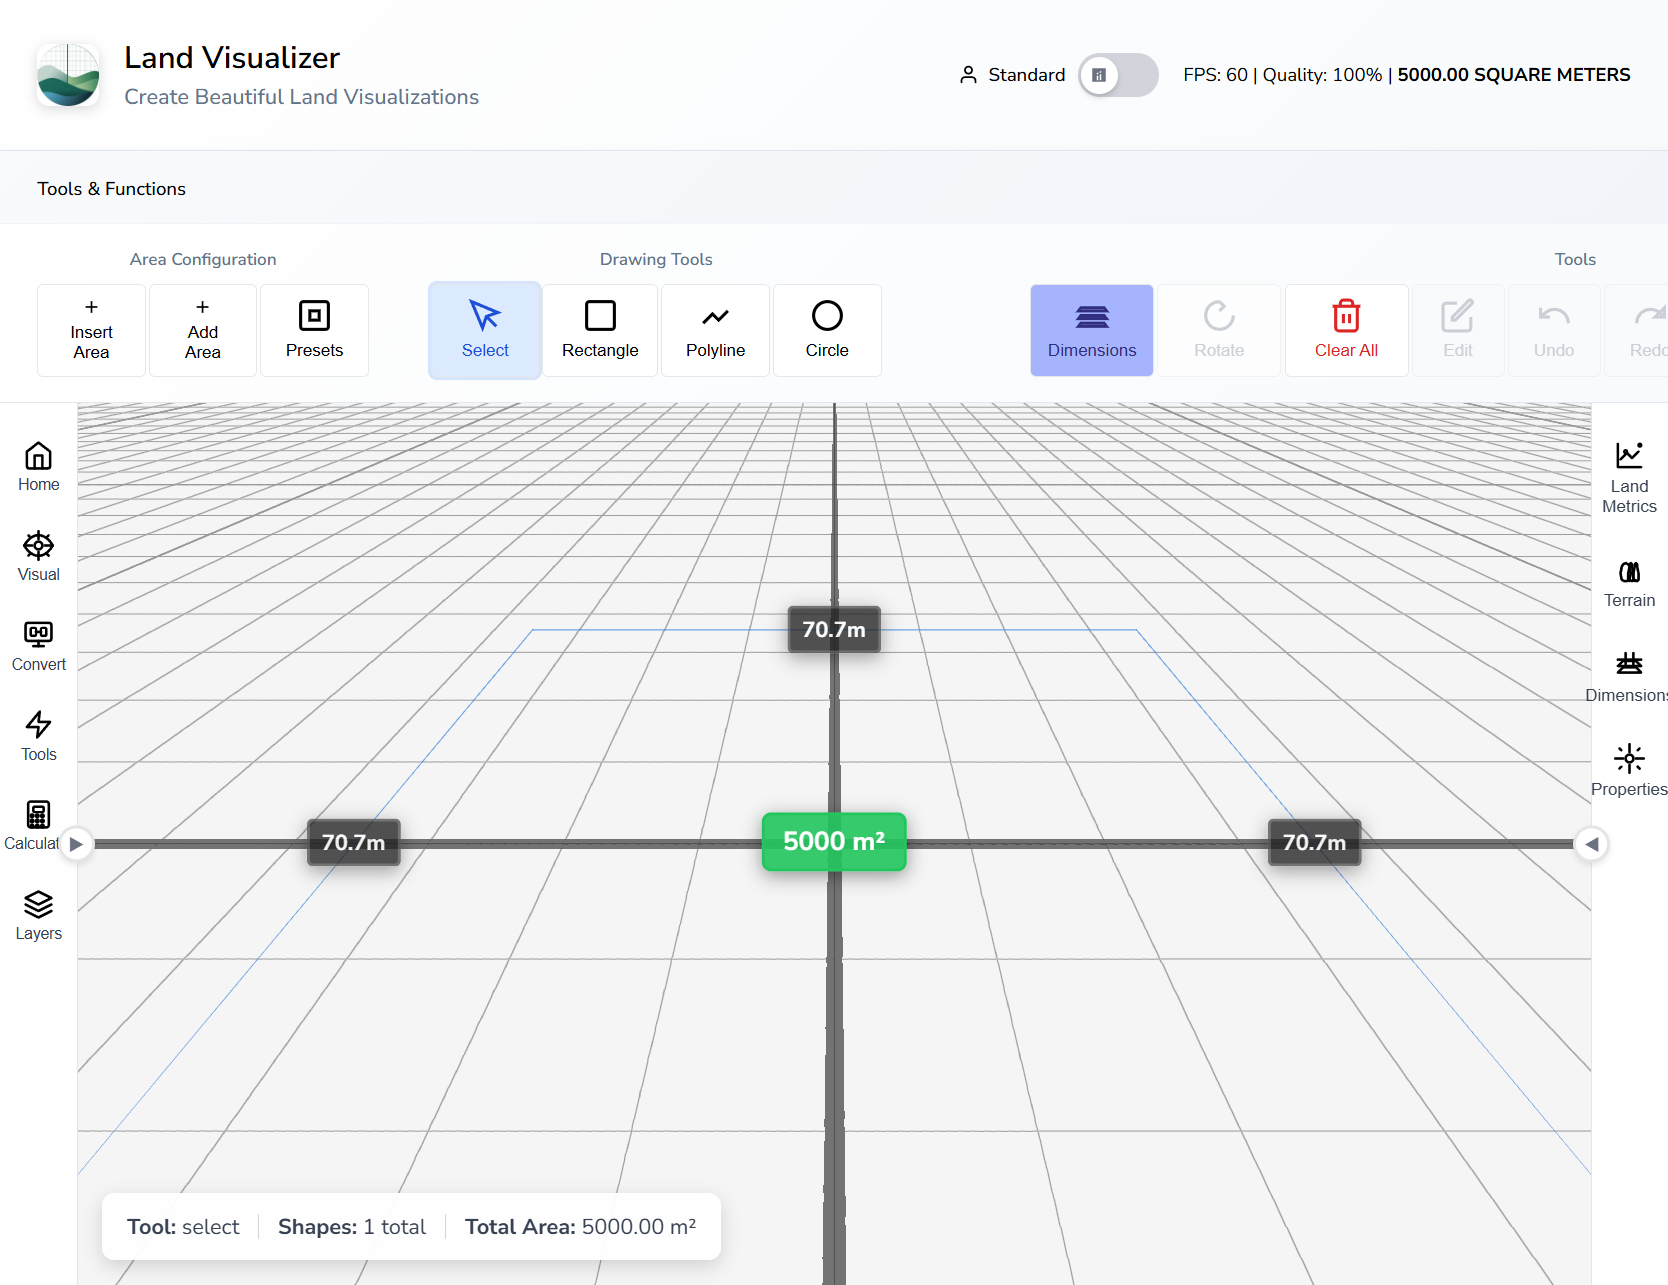 Land Visualizer
Create Beautiful Land Visualizations
Standard
FPS: 60 | Quality: 100% | 5000.00 SQUARE METERS
Tools & Functions
Area Configuration
Drawing Tools
Tools
Insert
Area
Add
Area
Presets
Select
Rectangle
Polyline
Circle
Dimensions
Rotate
Clear All
Edit
Undo
Redo
Home
Visual
Convert
Tools
Calculat
Layers
Land
Metrics
Terrain
Dimensions
Properties
70.7m
70.7m
5000 m²
70.7m
Tool: select
Shapes: 1 total
Total Area: 5000.00 m²